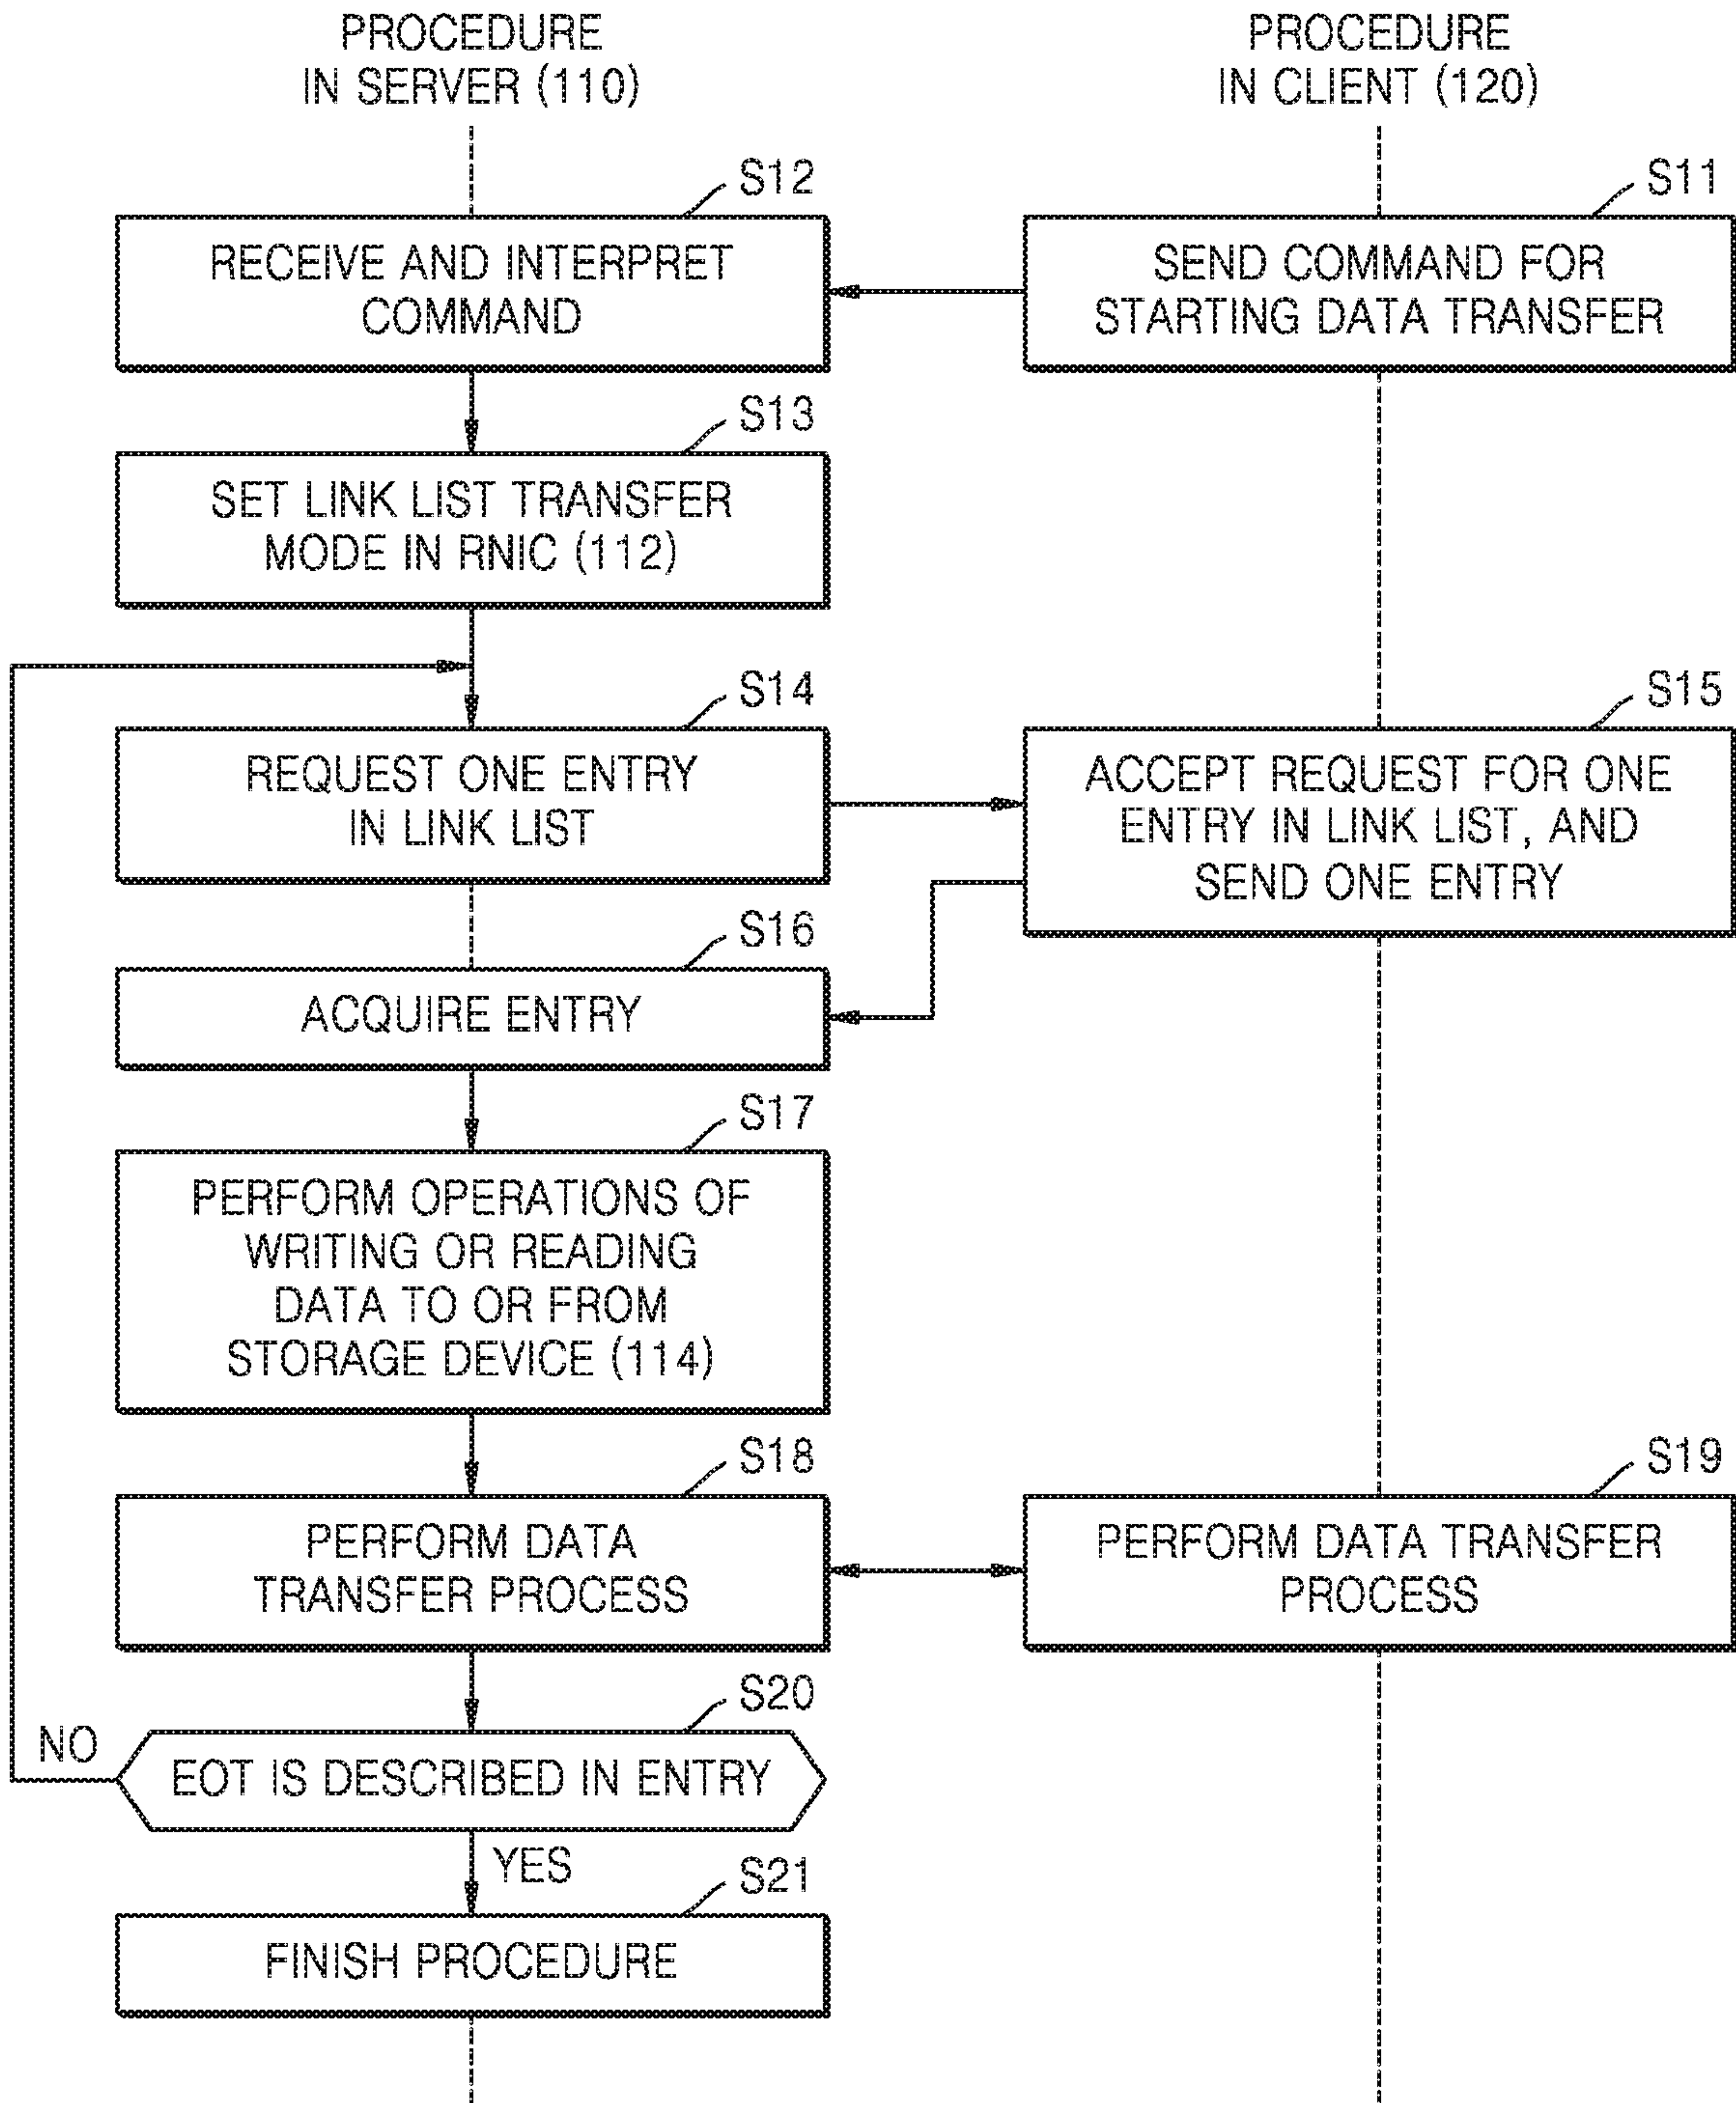 PROCEDURE
IN SERVER (110)
PROCEDURE
IN CLIENT (120)
S12
S11
RECEIVE AND INTERPRET
COMMAND
SEND COMMAND FOR
STARTING DATA TRANSFER
S13
SET LINK LIST TRANSFER
MODE IN RNIC (112)
S14
S15
REQUEST ONE ENTRY
IN LINK LIST
ACCEPT REQUEST FOR ONE
ENTRY IN LINK LIST, AND
SEND ONE ENTRY
S16
ACQUIRE ENTRY
S17
PERFORM OPERATIONS OF
WRITING OR READING
DATA TO OR FROM
STORAGE DEVICE (114)
S18
S19
PERFORM DATA
TRANSFER PROCESS
PERFORM DATA TRANSFER
PROCESS
S20
NO
EOT IS DESCRIBED IN ENTRY
YES
S21
FINISH PROCEDURE